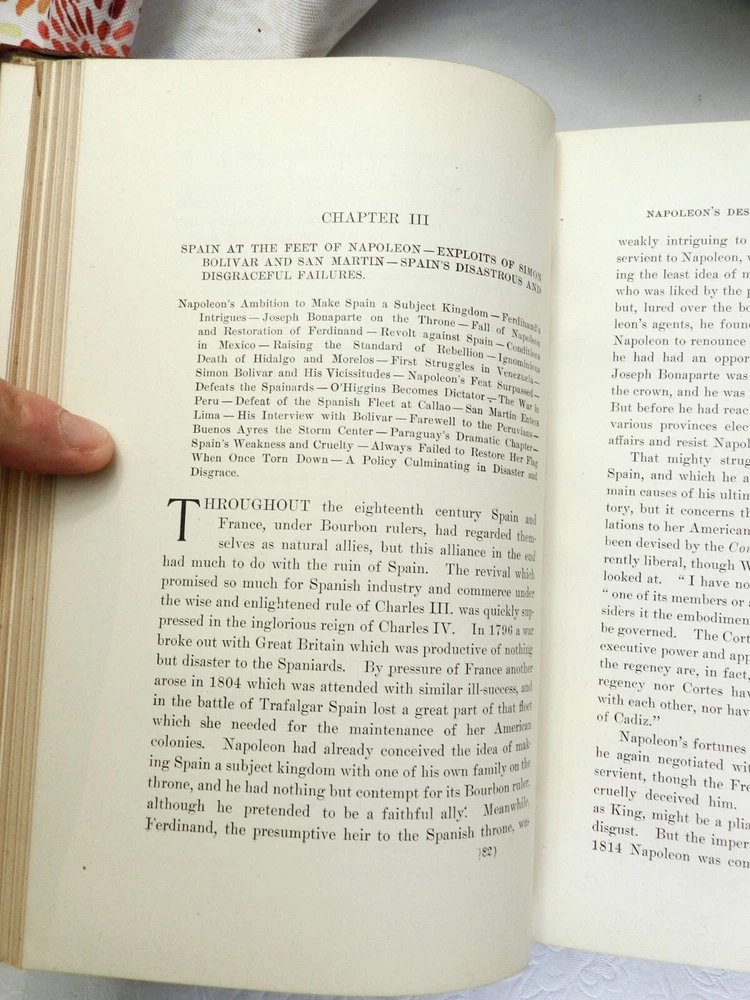 CHAPTER III
SPAIN AT THE FEET OF NAPOLEON—EXPLOITS OF SIMON
BOLIVAR AND SAN MARTIN—SPAIN'S DISASTROUS AND
DISGRACEFUL FAILURES.
Napoleon's Ambition to Make Spain a Subject Kingdom—Ferdinand's
Intrigues—Joseph Bonaparte on the Throne—Fall of Napoleon
and Restoration of Ferdinand—Revolt against Spain—Conditions
in Mexico—Raising the Standard of Rebellion—Ignominious
Death of Hidalgo and Morelos—First Struggles in Venezuela—
Simon Bolivar and His Vicissitudes—Napoleon's Feat Surpassed—
Defeats the Spainards—O'Higgins Becomes Dictator—The War in
Peru—Defeat of the Spanish Fleet at Callao—San Martin Enters
Lima—His Interview with Bolivar—Farewell to the Peruvians—
Buenos Ayres the Storm Center—Paraguay's Dramatic Chapter—
Spain's Weakness and Cruelty—Always Failed to Restore Her Flag
When Once Torn Down—A Policy Culminating in Disaster and
Disgrace.
THROUGHOUT the eighteenth century Spain and
France, under Bourbon rulers, had regarded them-
selves as natural allies, but this alliance in the end
had much to do with the ruin of Spain. The revival which
promised so much for Spanish industry and commerce under
the wise and enlightened rule of Charles III. was quickly sup-
pressed in the inglorious reign of Charles IV. In 1796 a war
broke out with Great Britain which was productive of nothing
but disaster to the Spaniards. By pressure of France another
arose in 1804 which was attended with similar ill-success, and
in the battle of Trafalgar Spain lost a great part of that fleet
which she needed for the maintenance of her American
colonies. Napoleon had already conceived the idea of mak-
ing Spain a subject kingdom with one of his own family on the
throne, and he had nothing but contempt for its Bourbon ruler,
although he pretended to be a faithful ally. Meanwhile,
Ferdinand, the presumptive heir to the Spanish throne, was
(82)
NAPOLEON'S DES
weakly intriguing to
servient to Napoleon,
ing the least idea of m
who was liked by the p
but, lured over the bo
leon's agents, he foun
Napoleon to renounce
he had had an oppor
Joseph Bonaparte was
the crown, and he was
But before he had reac
various provinces elec
affairs and resist Napol
That mighty strug
Spain, and which he a
main causes of his ultim
tory, but it concerns th
lations to her American
been devised by the Cor
rently liberal, though W
looked at. "I have no
"one of its members or a
siders it the embodimen
be governed. The Cort
executive power and app
the regency are, in fact,
regency nor Cortes hav
with each other, nor hav
of Cadiz."
Napoleon's fortunes
he again negotiated wit
servient, though the Fre
cruelly deceived him.
as King, might be a plia
disgust. But the imper
1814 Napoleon was com